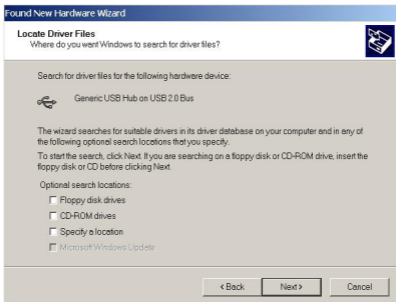 Found New Hardware Wizard
Locate Driver Files
Where do you want Windows to search for driver files?
Search for driver files for the following hardware device:
Generic USB Hub on USB 2.0 Bus
The wizard searches for suitable drivers in its driver database on your computer and in any of
the following optional search locations that you specify.
To start the search, click Next. If you are searching on a floppy disk or CD-ROM drive, insert the
floppy disk or CD before clicking Next.
Optional search locations:
Floppy disk drives
CD-ROM drives
Specify a location
Microsoft Windows Update
< Back Next > Cancel